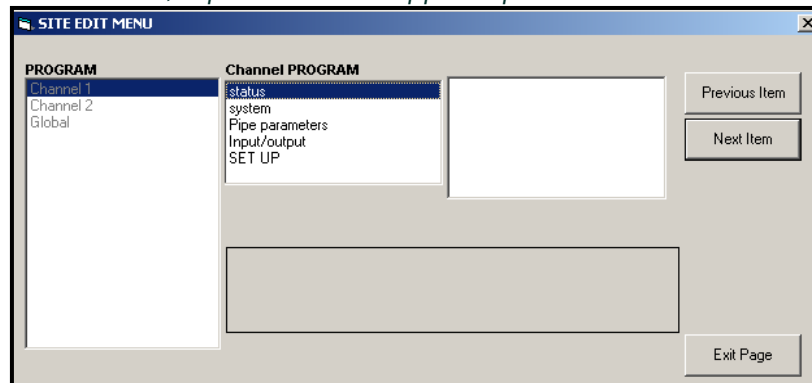 SITE EDIT MENU
PROGRAM
Channel 1
Channel 2
Global
Channel PROGRAM
status
system
Pipe parameters
Input/output
SET UP
Previous Item
Next Item
Exit Page